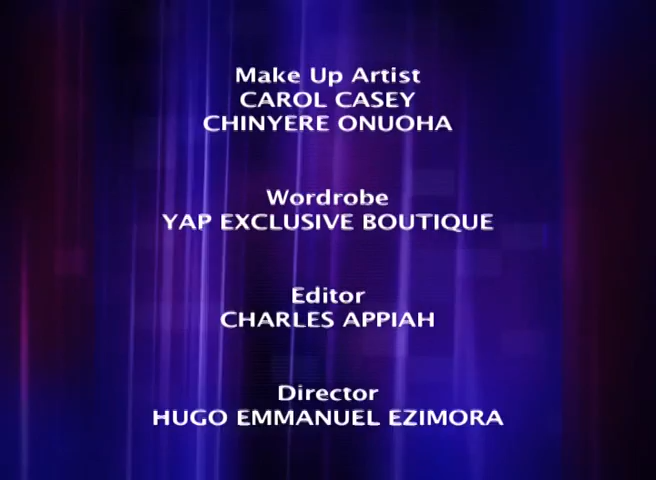 Make Up Artist
CAROL CASEY
CHINYERE ONUOHA
Wordrobe
YAP EXCLUSIVE BOUTIQUE
Editor
CHARLES APPIAH
Director
HUGO EMMANUEL EZIMORA